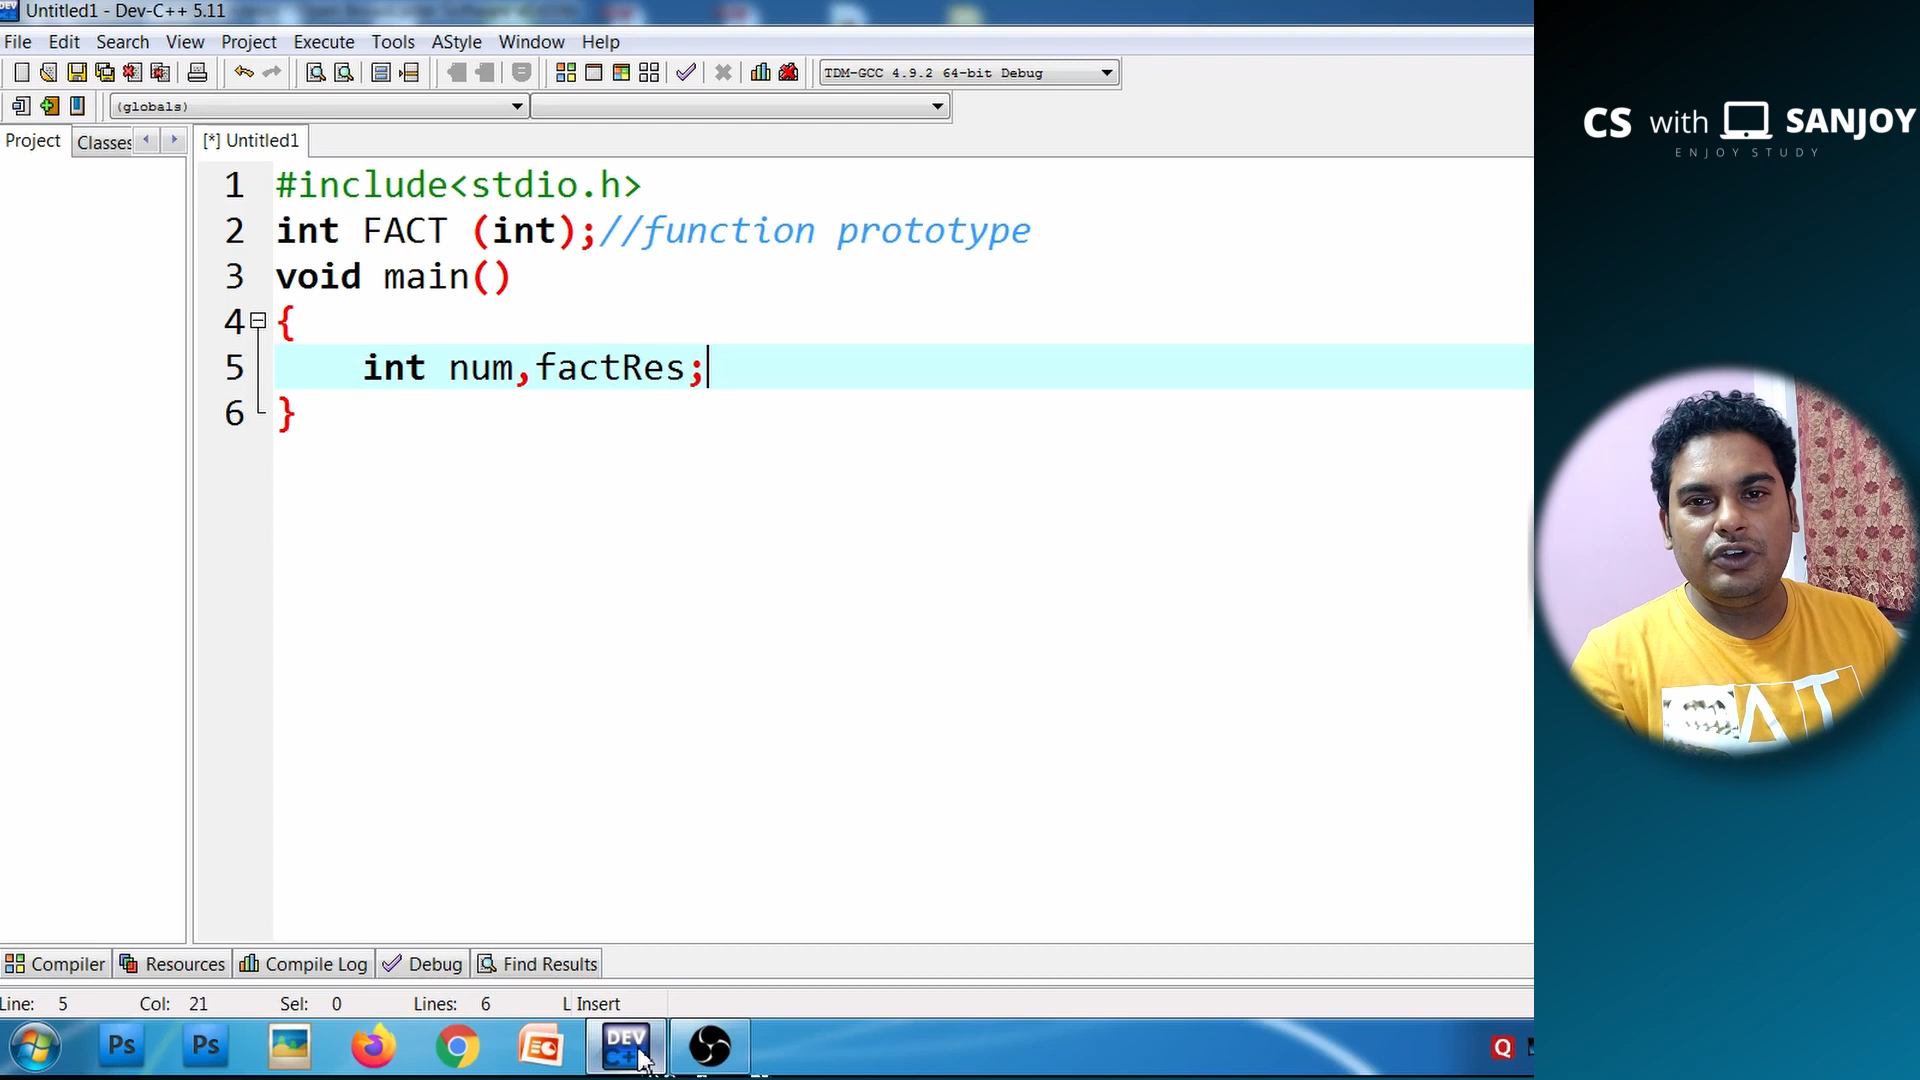 Untitled1 - Dev-C++ 5.11
File Edit Search View Project Execute Tools AStyle Window Help
TDM-GCC 4.9.2 64-bit Debug
(globals)
Project Classes [*] Untitled1
CS with SANJOY
ENJOY STUDY
1 #include<stdio.h>
2 int FACT (int);//function prototype
3 void main()
4 {
5 int num,factRes;
6 }
Compiler Resources Compile Log Debug Find Results
Line: 5 Col: 21 Sel: 0 Lines: 6 L Insert
Ps Ps DEV C++ Q